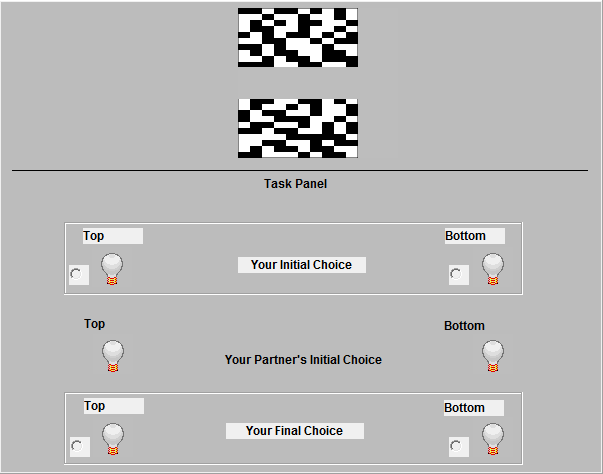 Task Panel
Top
Bottom
Your Initial Choice
Top
Bottom
Your Partner's Initial Choice
Top
Bottom
Your Final Choice